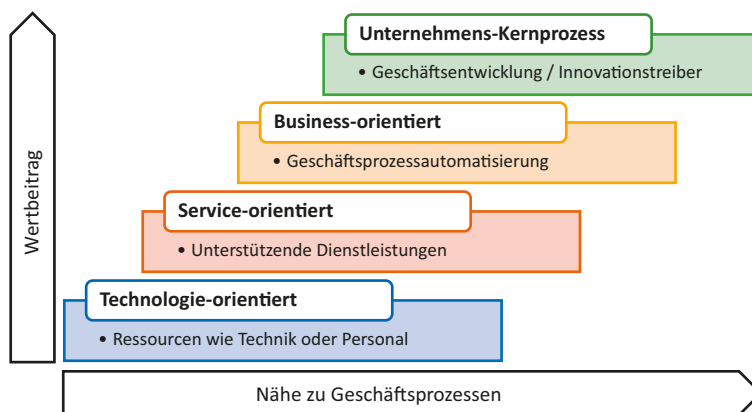 Unternehmens-Kernprozess
• Geschäftsentwicklung / Innovationstreiber
Business-orientiert
• Geschäftsprozessautomatisierung
Service-orientiert
• Unterstützende Dienstleistungen
Technologie-orientiert
• Ressourcen wie Technik oder Personal
Wertbeitrag
Nähe zu Geschäftsprozessen